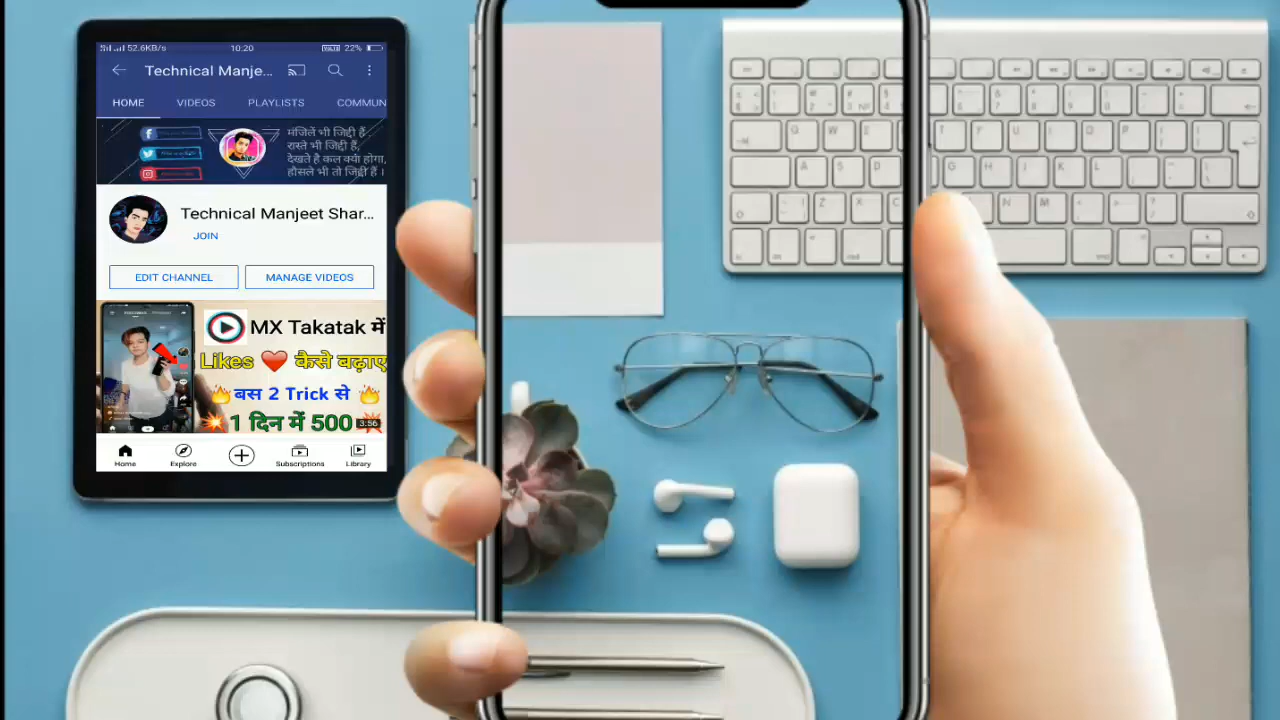 52.6KB/s 10:20 22%
Technical Manje...
HOME VIDEOS PLAYLISTS COMMUN
मंजिलें भी जिद्दी हैं,
रास्ते भी जिद्दी हैं,
देखते है कल क्या होगा,
हौसले भी तो जिद्दी हैं ।
Technical Manjeet Shar...
JOIN
EDIT CHANNEL MANAGE VIDEOS
MX Takatak में
Likes ❤️ कैसे बढ़ाए
🔥 बस 2 Trick से 🔥
💥 1 दिन में 500 💥
3:56
Home Explore Subscriptions Library
Q W E R T Y U I O P
A S D G H J K L
Z X C N M